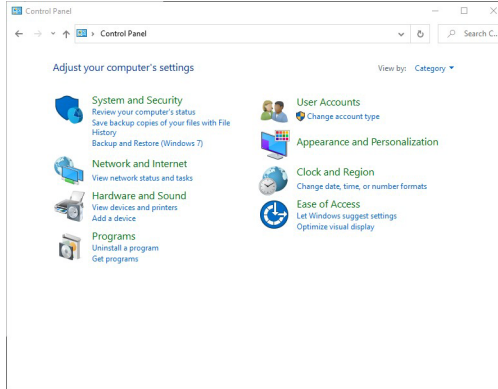 Control Panel
Control Panel
Search C...
Adjust your computer's settings
View by: Category
System and Security
Review your computer's status
Save backup copies of your files with File
History
Backup and Restore (Windows 7)
Network and Internet
View network status and tasks
Hardware and Sound
View devices and printers
Add a device
Programs
Uninstall a program
Get programs
User Accounts
Change account type
Appearance and Personalization
Clock and Region
Change date, time, or number formats
Ease of Access
Let Windows suggest settings
Optimize visual display